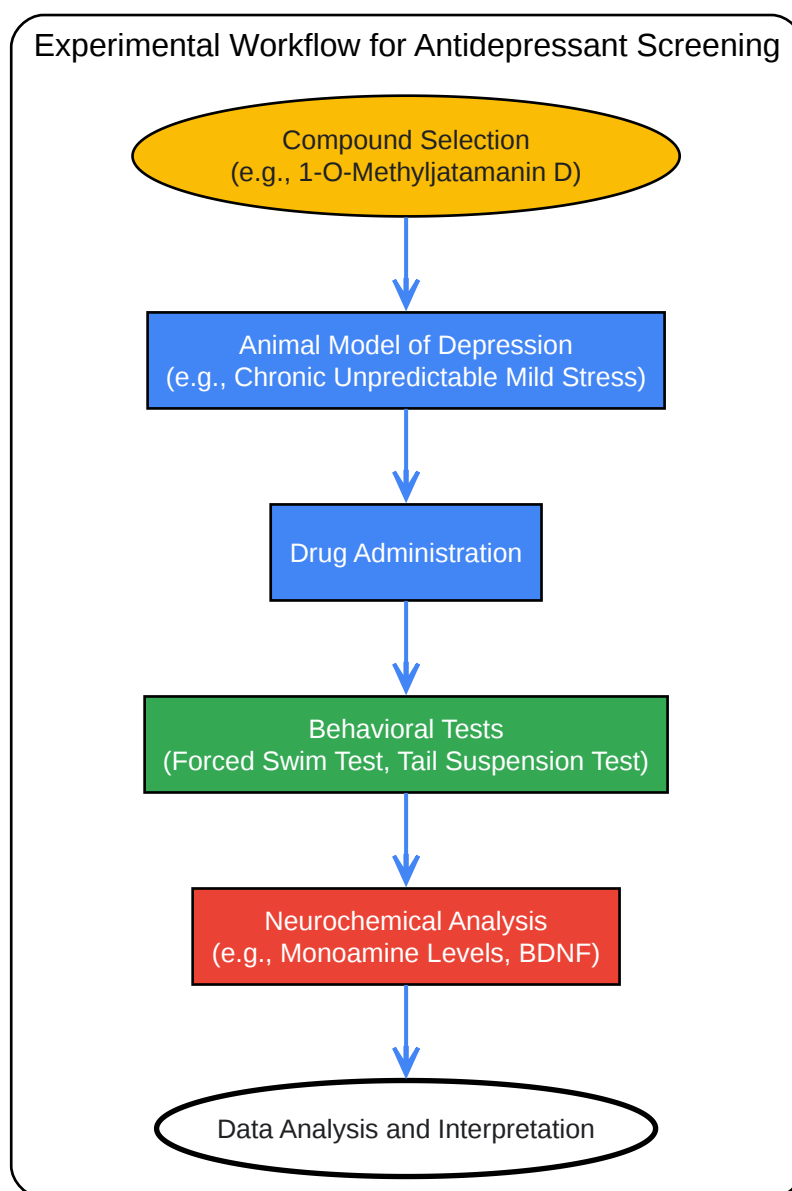 Experimental Workflow for Antidepressant Screening
Compound Selection
(e.g., 1-O-Methyljatamanin D)
Animal Model of Depression
(e.g., Chronic Unpredictable Mild Stress)
Drug Administration
Behavioral Tests
(Forced Swim Test, Tail Suspension Test)
Neurochemical Analysis
(e.g., Monoamine Levels, BDNF)
Data Analysis and Interpretation